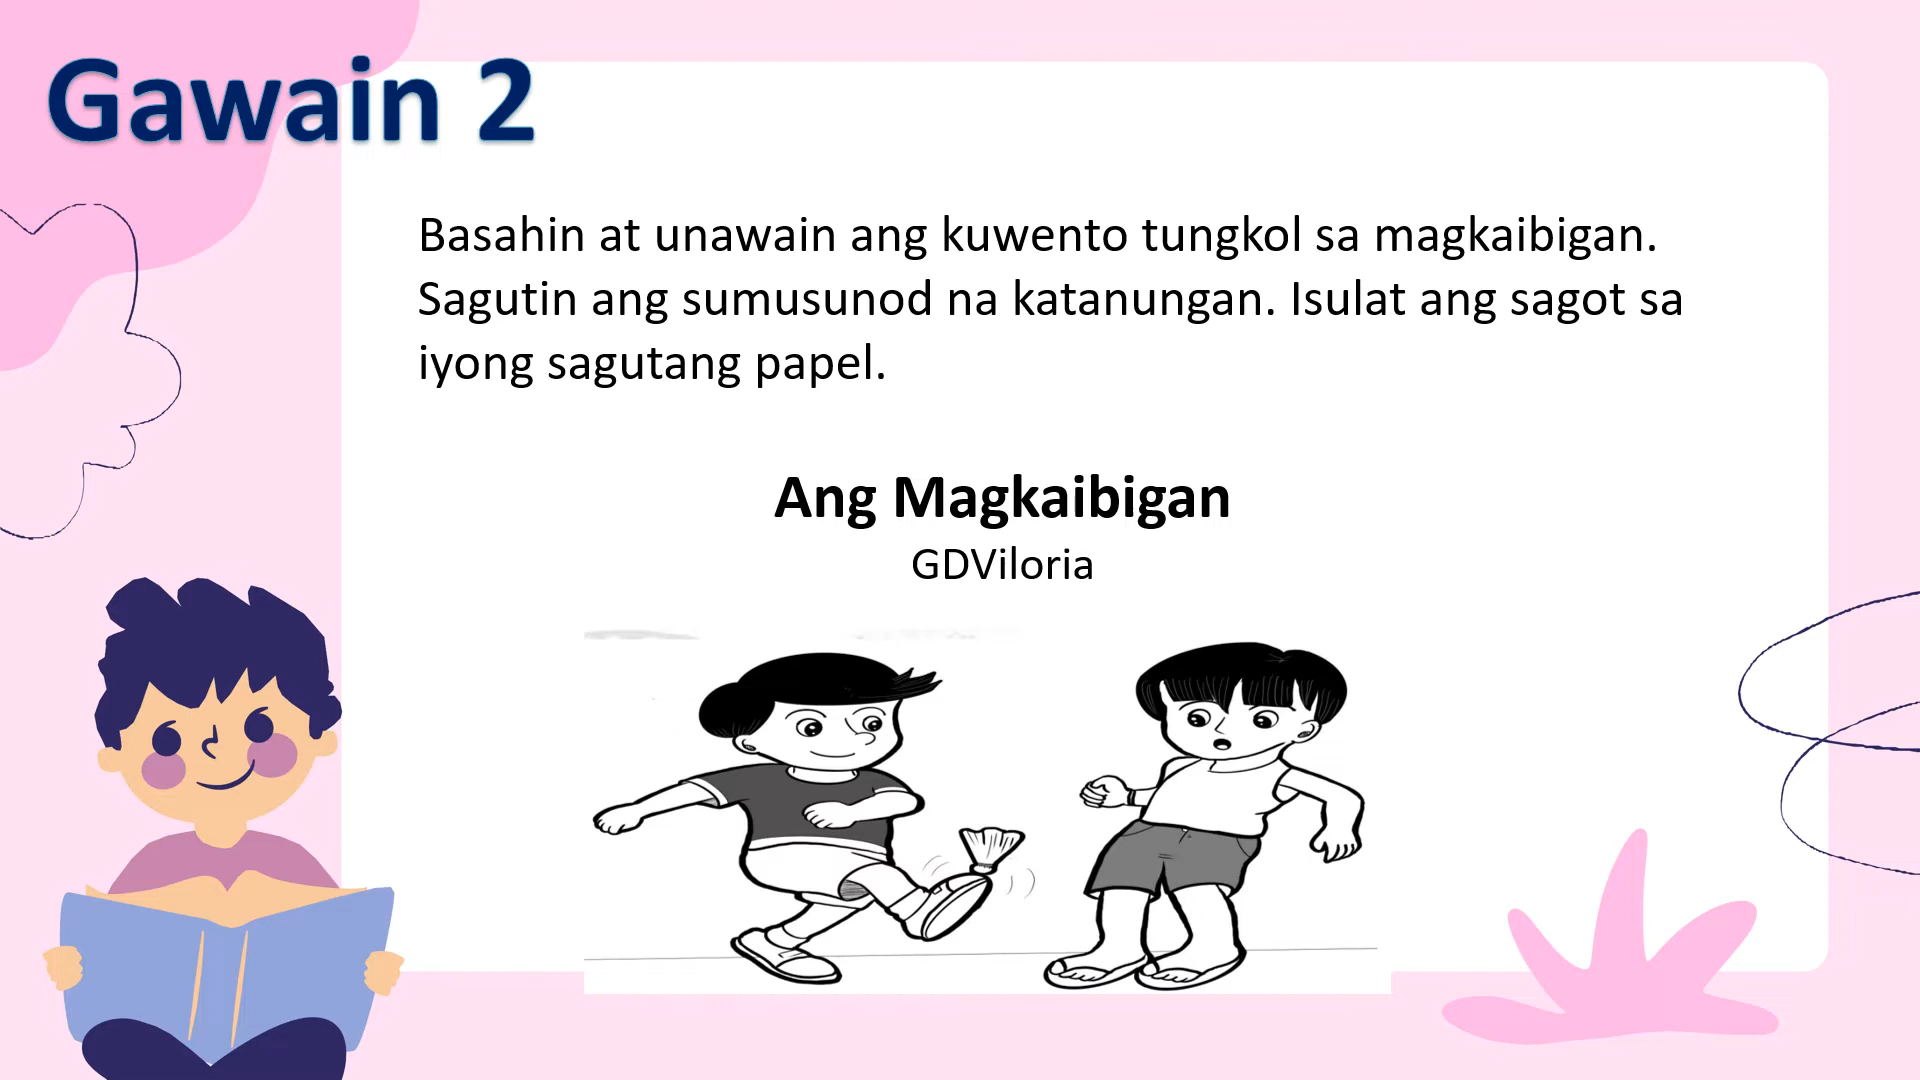 Gawain 2
Basahin at unawain ang kuwento tungkol sa magkaibigan.
Sagutin ang sumusunod na katanungan. Isulat ang sagot sa
iyong sagutang papel.
Ang Magkaibigan
GDViloria